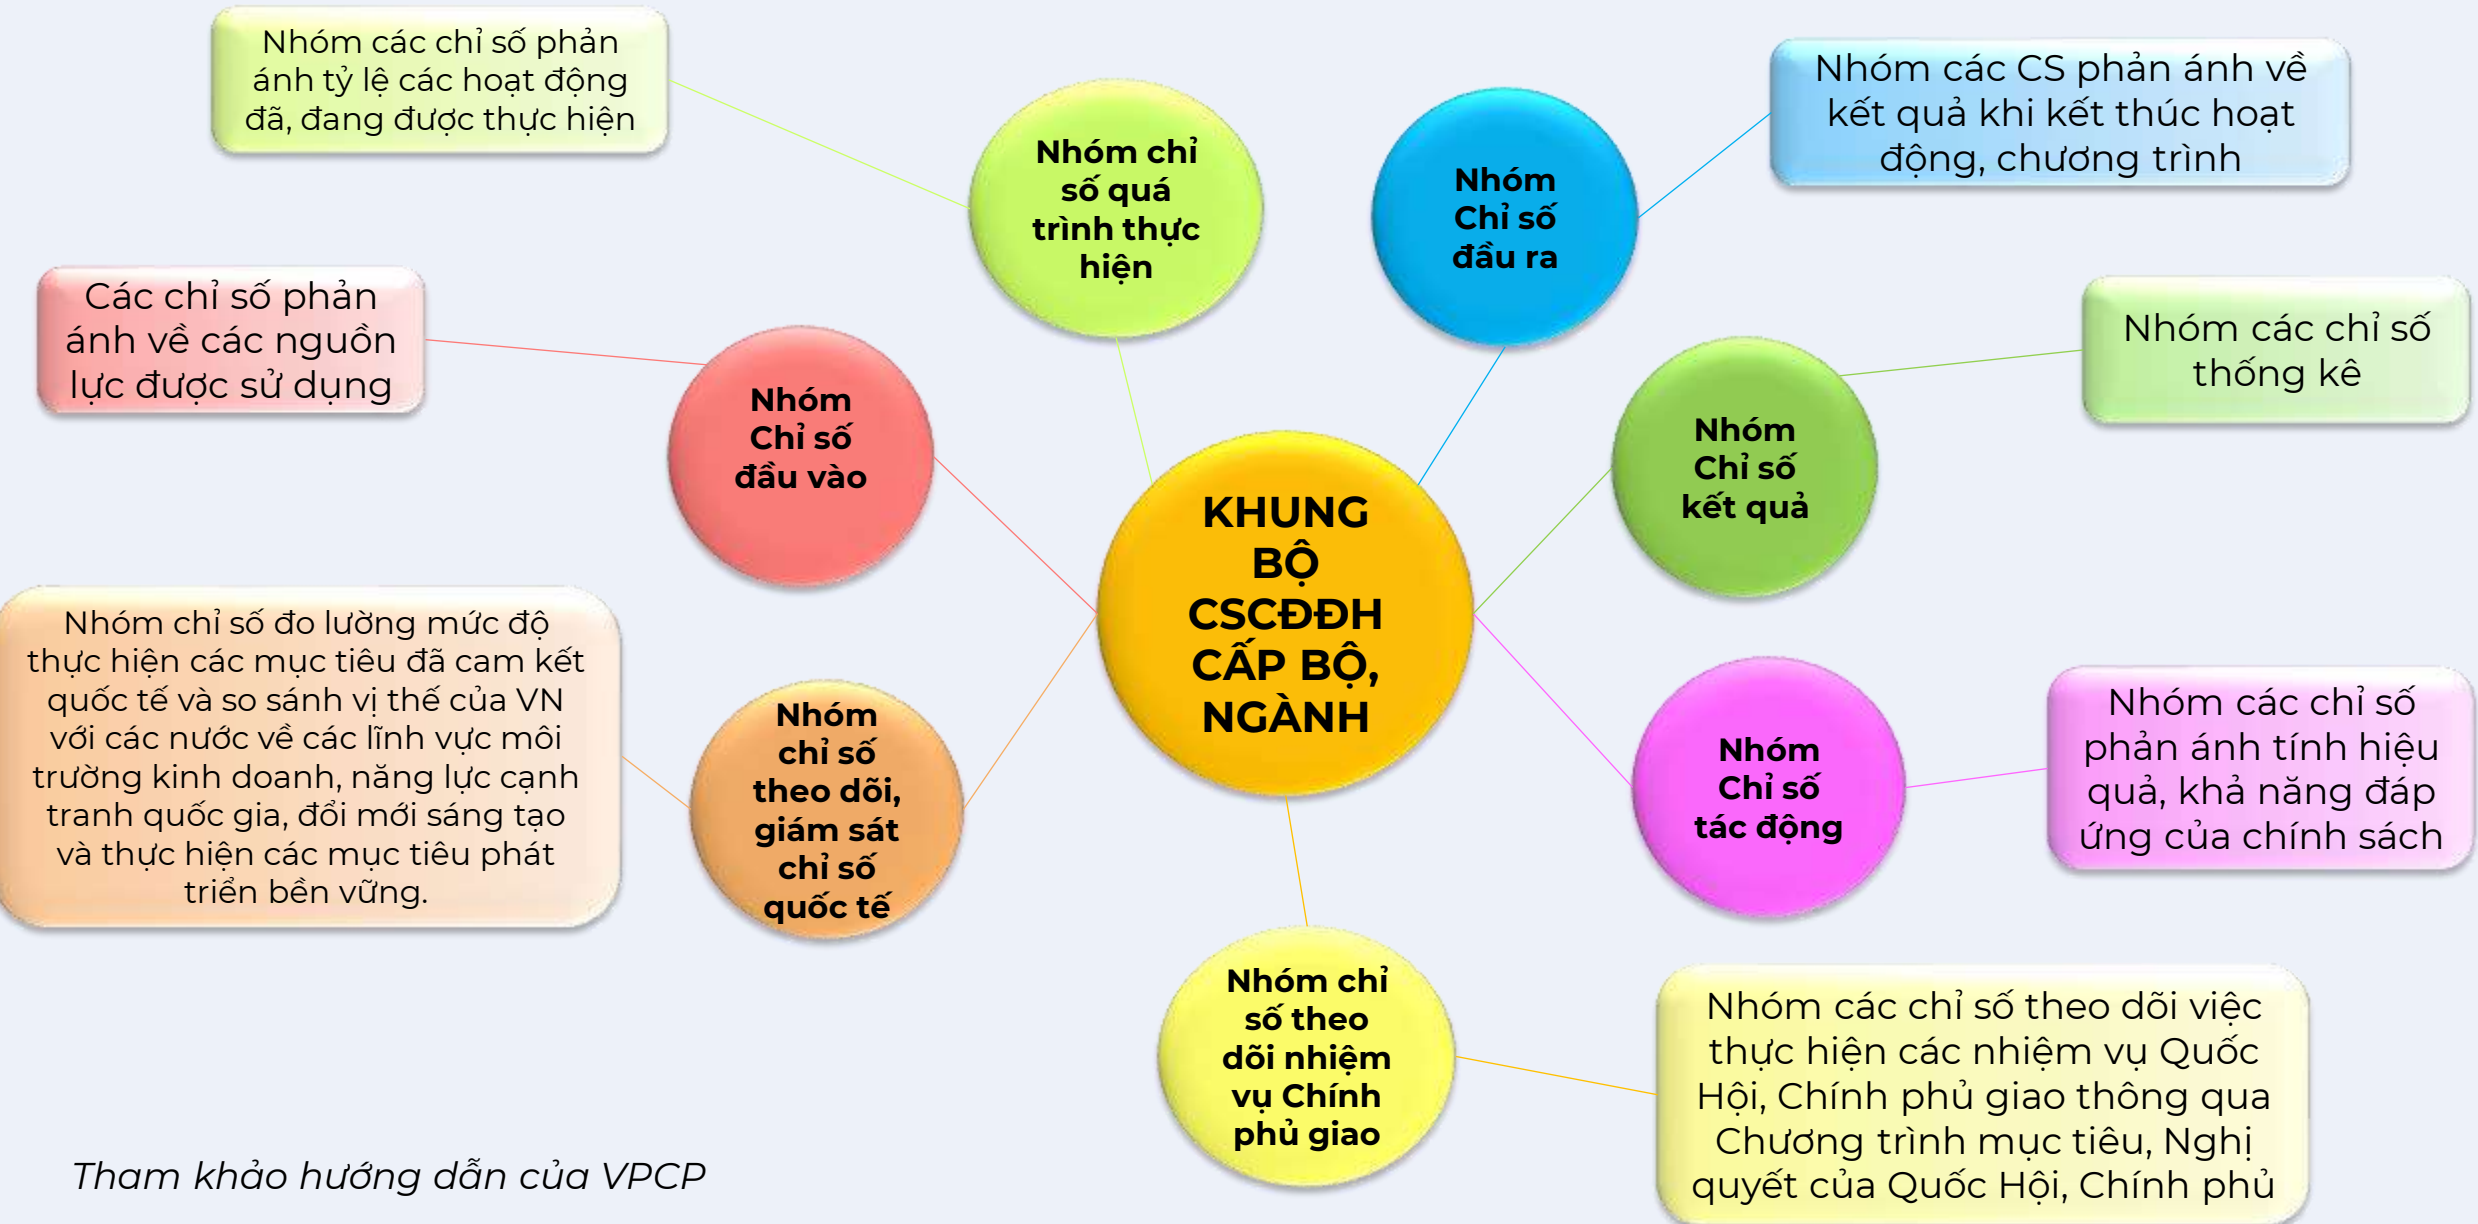 Nhóm các chỉ số phản
ánh tỷ lệ các hoạt động
đã, đang được thực hiện
Nhóm chỉ
số quá
trình thực
hiện
Nhóm
Chỉ số
đầu ra
Nhóm các CS phản ánh về
kết quả khi kết thúc hoạt
động, chương trình
Các chỉ số phản
ánh về các nguồn
lực được sử dụng
Nhóm
Chỉ số
đầu vào
Nhóm
Chỉ số
kết quả
Nhóm các chỉ số
thống kê
KHUNG
BỘ
CSCĐĐH
CẤP BỘ,
NGÀNH
Nhóm chỉ số đo lường mức độ
thực hiện các mục tiêu đã cam kết
quốc tế và so sánh vị thế của VN
với các nước về các lĩnh vực môi
trường kinh doanh, năng lực cạnh
tranh quốc gia, đổi mới sáng tạo
và thực hiện các mục tiêu phát
triển bền vững.
Nhóm
chỉ số
theo dõi,
giám sát
chỉ số
quốc tế
Nhóm
Chỉ số
tác động
Nhóm các chỉ số
phản ánh tính hiệu
quả, khả năng đáp
ứng của chính sách
Nhóm chỉ
số theo
dõi nhiệm
vụ Chính
phủ giao
Nhóm các chỉ số theo dõi việc
thực hiện các nhiệm vụ Quốc
Hội, Chính phủ giao thông qua
Chương trình mục tiêu, Nghị
quyết của Quốc Hội, Chính phủ
Tham khảo hướng dẫn của VPCP